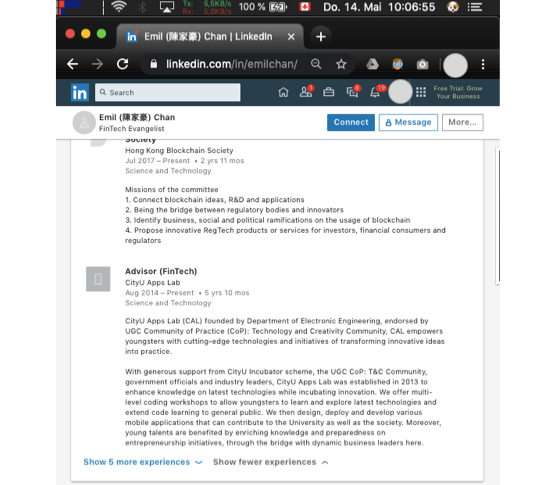 Tx: 6,6KB/s
Rx: 5,0KB/s
100 % Do. 14. Mai 10:06:55
in Emil (陳家豪) Chan | LinkedIn
linkedin.com/in/emilchan/
in Search
Free Trial: Grow
Your Business
Emil (陳家豪) Chan
FinTech Evangelist
Connect Message More...
Society
Hong Kong Blockchain Society
Jul 2017 – Present • 2 yrs 11 mos
Science and Technology
Missions of the committee
1. Connect blockchain ideas, R&D and applications
2. Being the bridge between regulatory bodies and innovators
3. Identify business, social and political ramifications on the usage of blockchain
4. Propose innovative RegTech products or services for investors, financial consumers and
regulators
Advisor (FinTech)
CityU Apps Lab
Aug 2014 – Present • 5 yrs 10 mos
Science and Technology
CityU Apps Lab (CAL) founded by Department of Electronic Engineering, endorsed by
UGC Community of Practice (CoP): Technology and Creativity Community, CAL empowers
youngsters with cutting-edge technologies and initiatives of transforming innovative ideas
into practice.
With generous support from CityU Incubator scheme, the UGC CoP: T&C Community,
government officials and industry leaders, CityU Apps Lab was established in 2013 to
enhance knowledge on latest technologies while incubating innovation. We offer multi-
level coding workshops to allow youngsters to learn and explore latest technologies and
extend code learning to general public. We then design, deploy and develop various
mobile applications that can contribute to the University as well as the society. Moreover,
young talents are benefited by enriching knowledge and preparedness on
entrepreneurship initiatives, through the bridge with dynamic business leaders here.
Show 5 more experiences Show fewer experiences